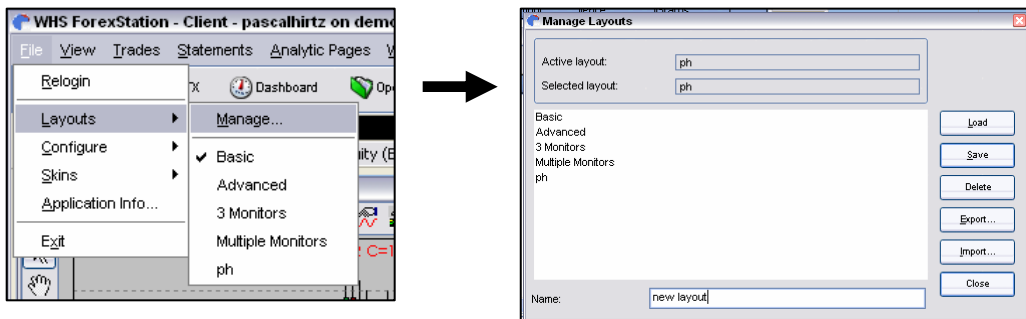 WHS ForexStation - Client - pascalhirtz on demo
File View Trades Statements Analytic Pages
Relogin
Layouts
Configure
Skins
Application Info...
Exit
Dashboard
Manage...
Basic
Advanced
3 Monitors
Multiple Monitors
ph
Manage Layouts
Active layout: ph
Selected layout: ph
Basic
Advanced
3 Monitors
Multiple Monitors
ph
Load
Save
Delete
Export...
Import...
Close
Name: new layout